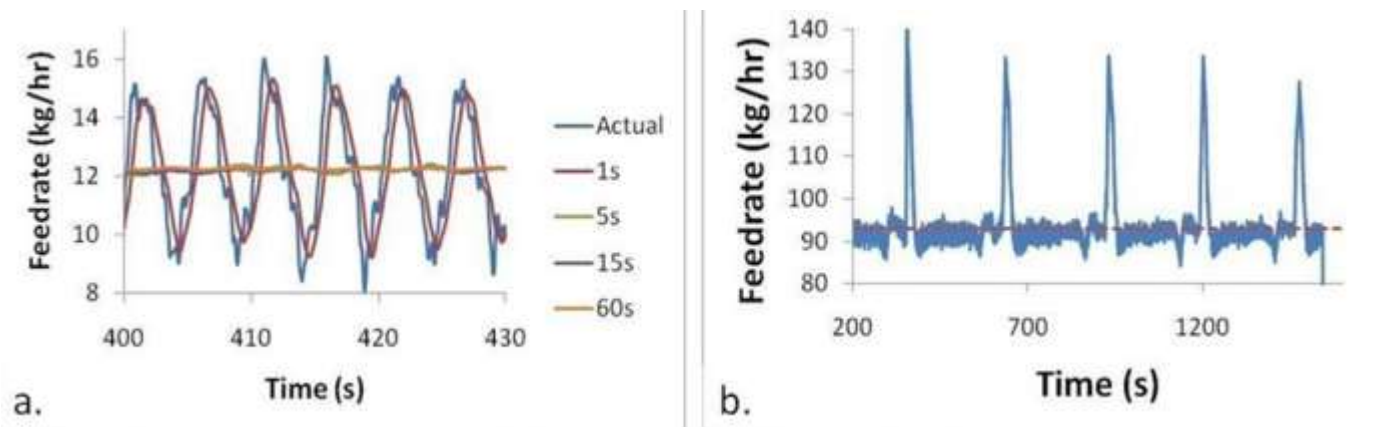 Feedrate (kg/hr)
16
14
12
10
8
400 410 420 430
Time (s)
Actual
1s
5s
15s
60s
a.
Feedrate (kg/hr)
140
130
120
110
100
90
80
200 700 1200
Time (s)
b.